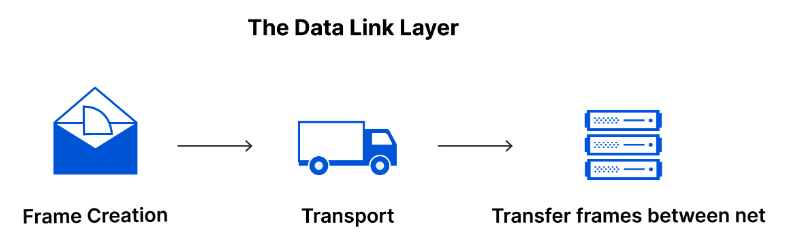 The Data Link Layer
Frame Creation
Transport
Transfer frames between net